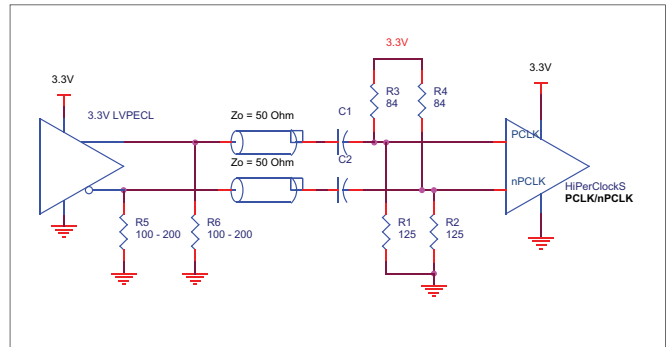 3.3V
3.3V
3.3V
3.3V LVPECL
Zo = 50 Ohm
C1
R3
84
R4
84
Zo = 50 Ohm
C2
PCLK
nPCLK
HiPerClockS
PCLK/nPCLK
R5
100 - 200
R6
100 - 200
R1
125
R2
125